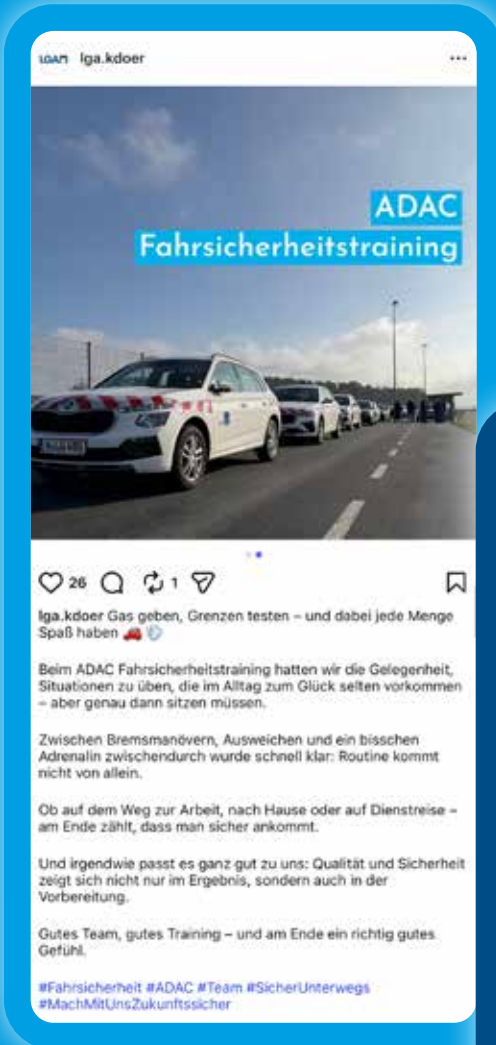 LGA
lga.kdoer
ADAC
Fahrsicherheitstraining
26
1
lga.kdoer Gas geben, Grenzen testen – und dabei jede Menge
Spaß haben 🚗 💨
Beim ADAC Fahrsicherheitstraining hatten wir die Gelegenheit,
Situationen zu üben, die im Alltag zum Glück selten vorkommen
– aber genau dann sitzen müssen.
Zwischen Bremsmanövern, Ausweichen und ein bisschen
Adrenalin zwischendurch wurde schnell klar: Routine kommt
nicht von allein.
Ob auf dem Weg zur Arbeit, nach Hause oder auf Dienstreise –
am Ende zählt, dass man sicher ankommt.
Und irgendwie passt es ganz gut zu uns: Qualität und Sicherheit
zeigt sich nicht nur im Ergebnis, sondern auch in der
Vorbereitung.
Gutes Team, gutes Training – und am Ende ein richtig gutes
Gefühl.
#Fahrsicherheit #ADAC #Team #SicherUnterwegs
#MachMitUnsZukunftssicher